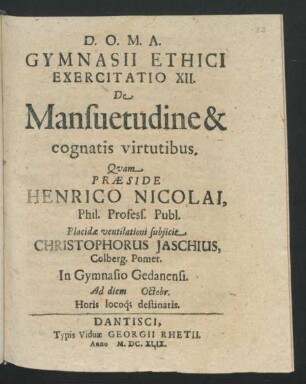 D. O. M. A.
GYMNASII ETHICI
EXERCITATIO XII.
De
Manſuetudine &
cognatis virtutibus.
Qvam
PRÆSIDE
HENRICO NICOLAI,
Phil. Profeſſ. Publ.
Placidæ ventilationi ſubjicit
CHRISTOPHORUS JASCHIUS,
Colberg. Pomer.
In Gymnaſio Gedanenſi.
Ad diem Octobr.
Horis locoq; deſtinatis.
DANTISCI,
Typis Viduæ GEORGII RHETII.
Anno M. DC. XLIX.